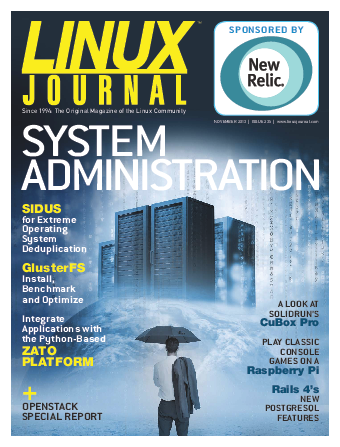 LINUX
JOURNAL
™
Since 1994: The Original Magazine of the Linux Community
SPONSORED BY
New
Relic.
NOVEMBER 2013 | ISSUE 235 | www.linuxjournal.com
SYSTEM
ADMINISTRATION
SIDUS
for Extreme
Operating
System
Deduplication
GlusterFS
Install,
Benchmark
and Optimize
Integrate
Applications with
the Python-Based
ZATO
PLATFORM
+
OPENSTACK
SPECIAL REPORT
A LOOK AT
SOLIDRUN'S
CuBox Pro
PLAY CLASSIC
CONSOLE
GAMES ON A
Raspberry Pi
Rails 4's
NEW
POSTGRESQL
FEATURES